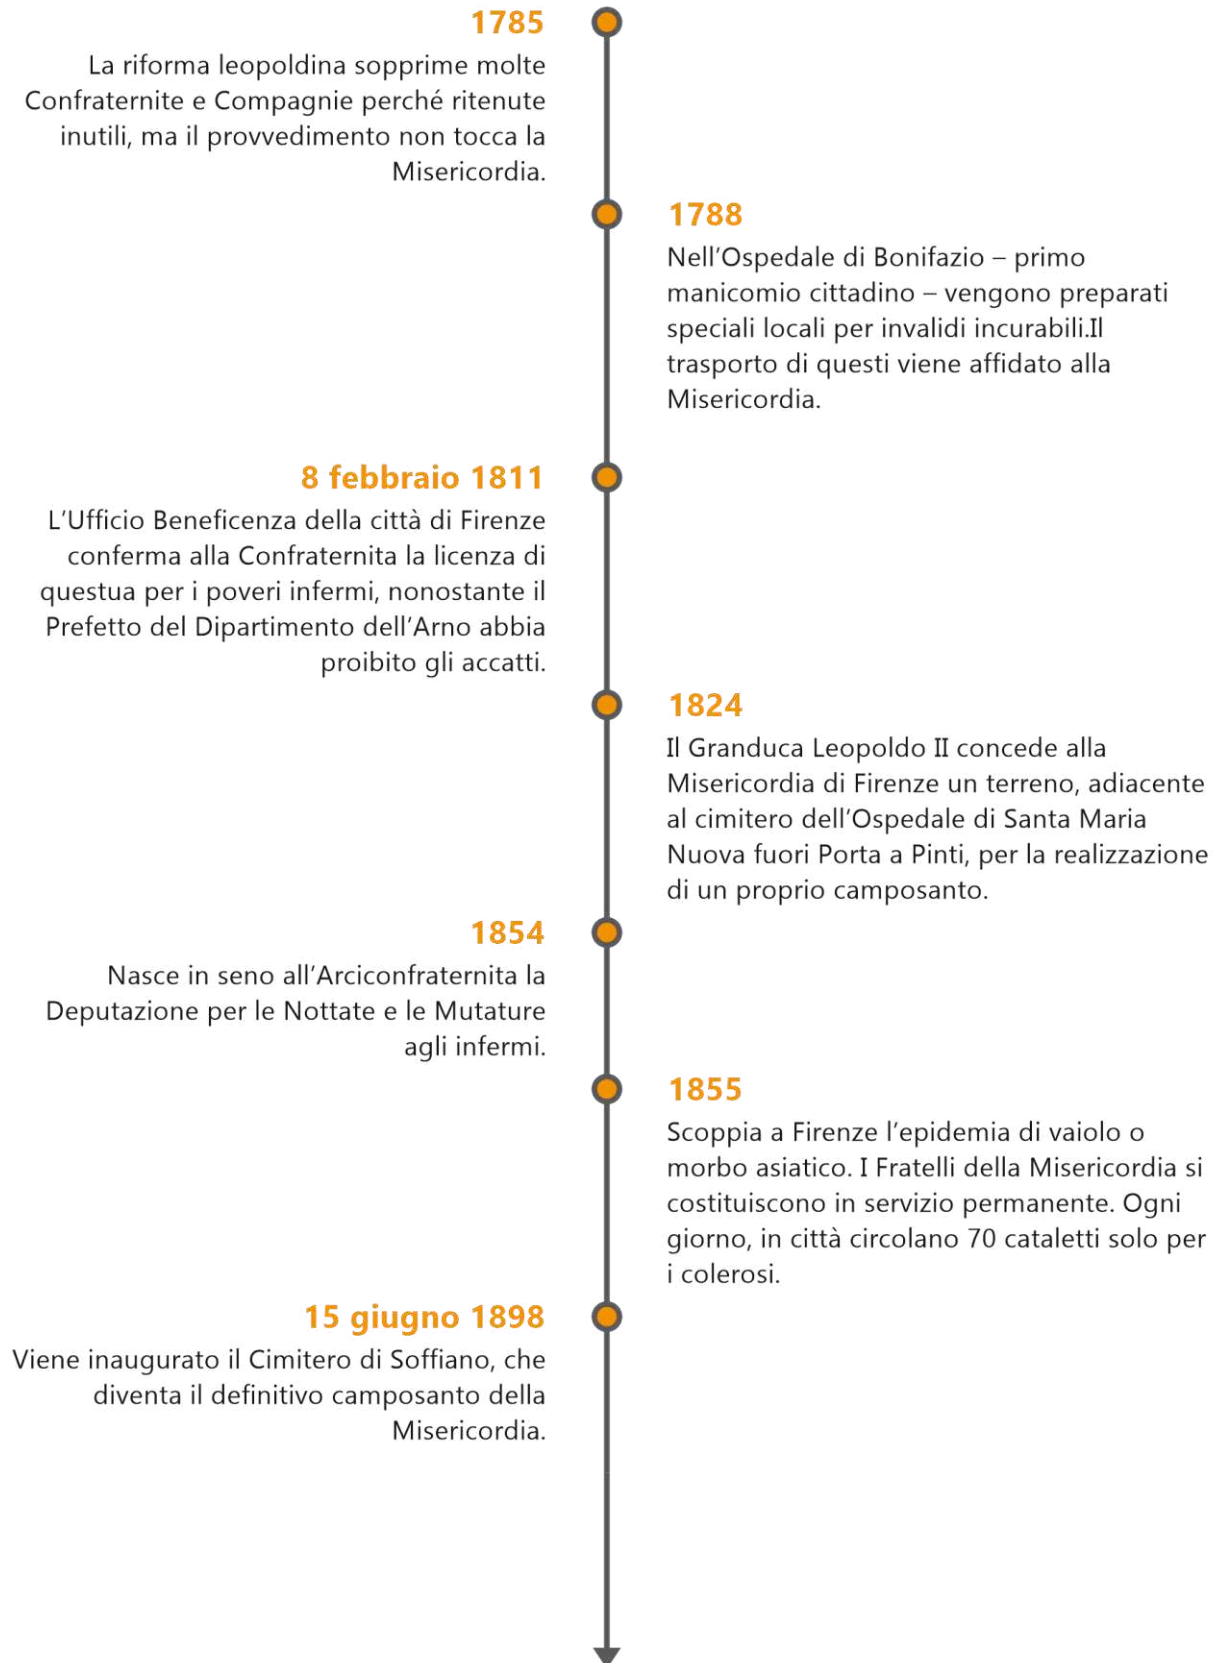 1785
La riforma leopoldina sopprime molte
Confraternite e Compagnie perché ritenute
inutili, ma il provvedimento non tocca la
Misericordia.
1788
Nell'Ospedale di Bonifazio – primo
manicomio cittadino – vengono preparati
speciali locali per invalidi incurabili.Il
trasporto di questi viene affidato alla
Misericordia.
8 febbraio 1811
L'Ufficio Beneficenza della città di Firenze
conferma alla Confraternita la licenza di
questua per i poveri infermi, nonostante il
Prefetto del Dipartimento dell'Arno abbia
proibito gli accatti.
1824
Il Granduca Leopoldo II concede alla
Misericordia di Firenze un terreno, adiacente
al cimitero dell'Ospedale di Santa Maria
Nuova fuori Porta a Pinti, per la realizzazione
di un proprio camposanto.
1854
Nasce in seno all'Arciconfraternita la
Deputazione per le Nottate e le Mutature
agli infermi.
1855
Scoppia a Firenze l'epidemia di vaiolo o
morbo asiatico. I Fratelli della Misericordia si
costituiscono in servizio permanente. Ogni
giorno, in città circolano 70 cataletti solo per
i colerosi.
15 giugno 1898
Viene inaugurato il Cimitero di Soffiano, che
diventa il definitivo camposanto della
Misericordia.